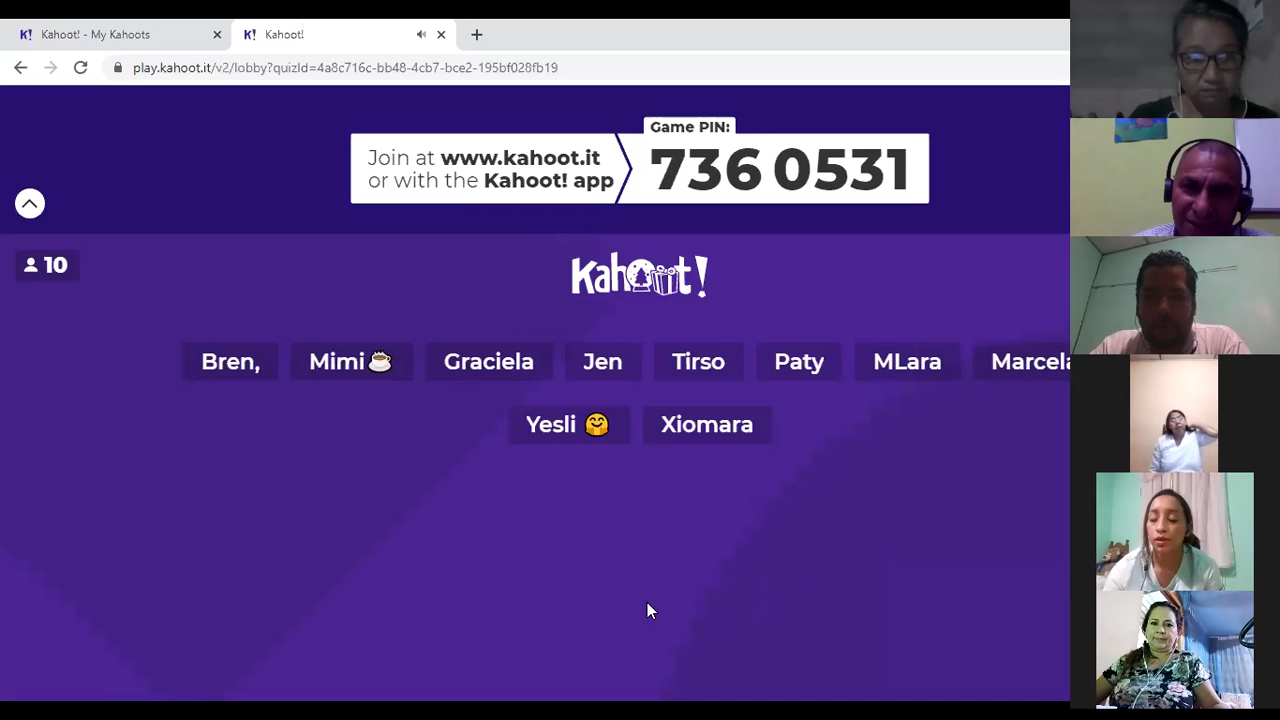 Kahoot! - My Kahoots
Kahoot!
play.kahoot.it/v2/lobby?quizId=4a8c716c-bb48-4cb7-bce2-195bf028fb19
Game PIN:
Join at www.kahoot.it
or with the Kahoot! app
736 0531
10
Kahoot!
Bren, Mimi☕ Graciela Jen Tirso Paty MLara Marcela
Yesli 🤗 Xiomara